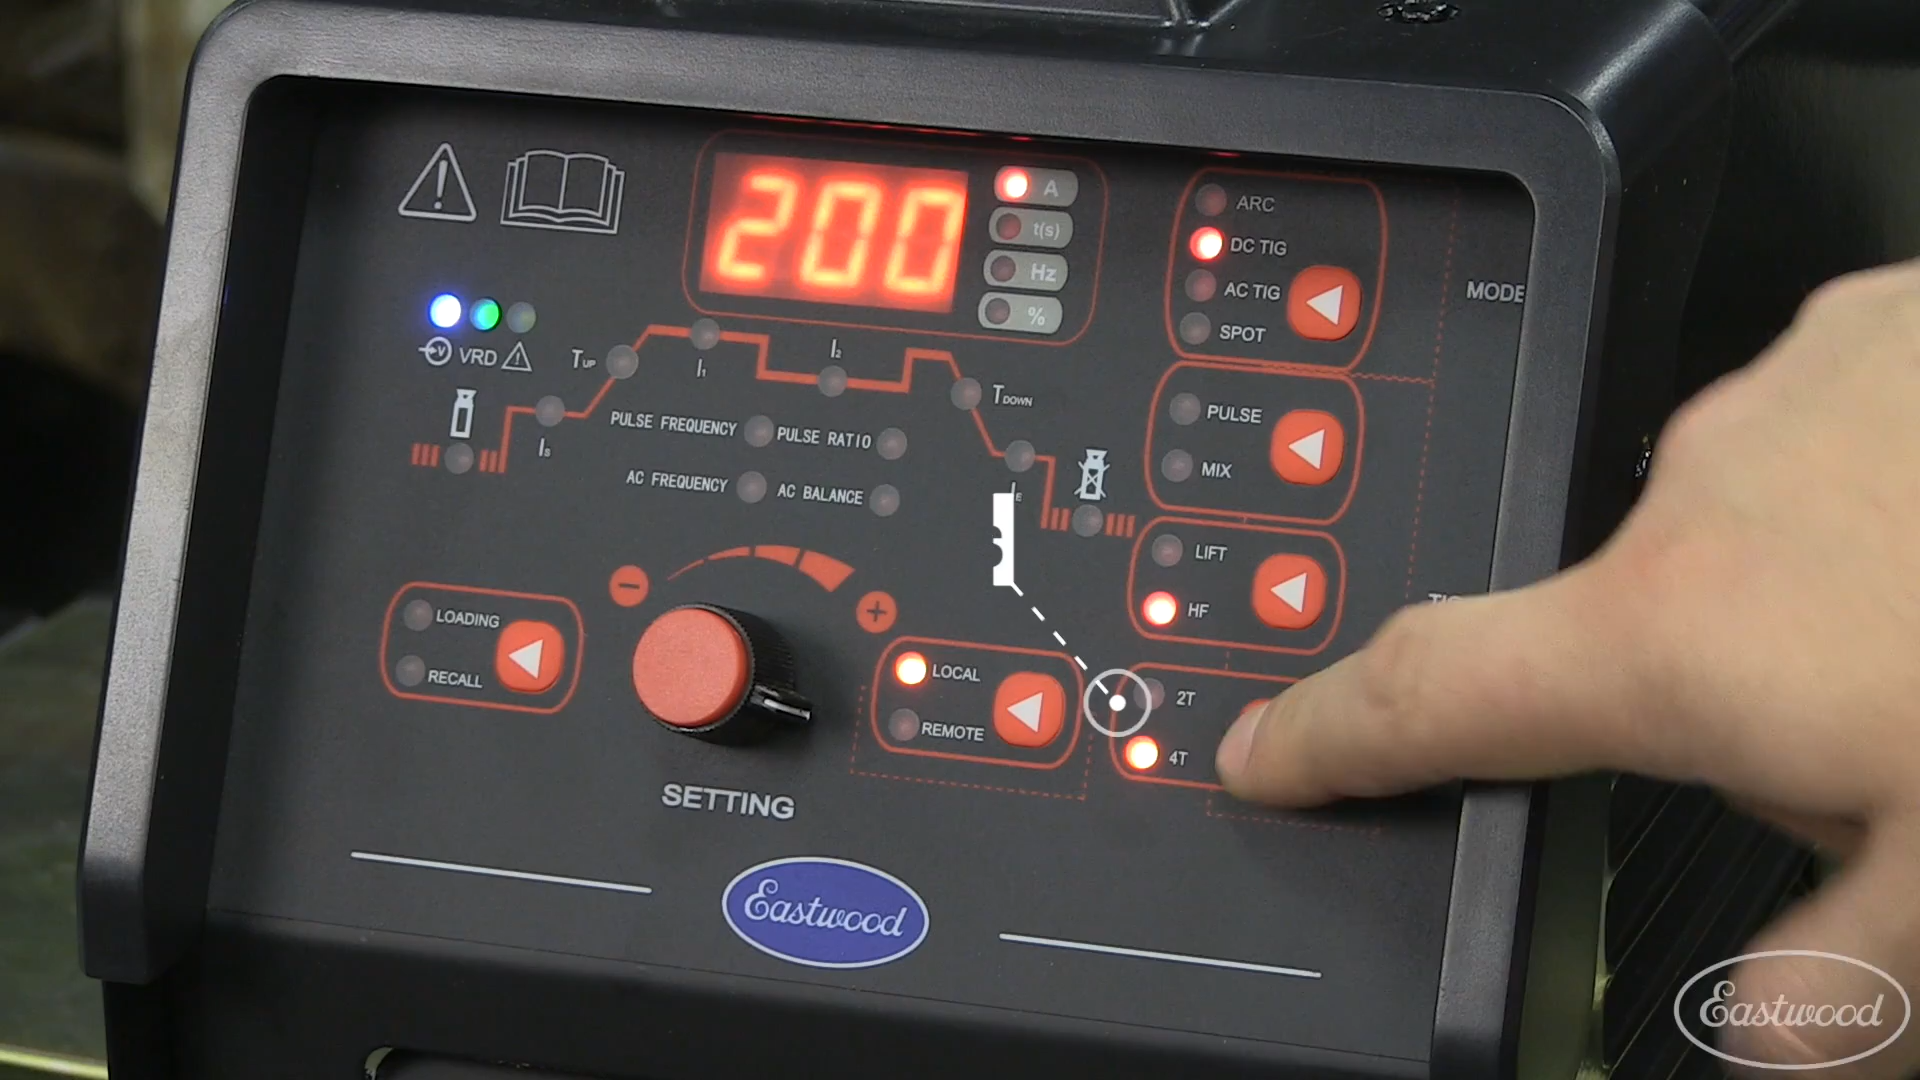 200
A
t(s)
Hz
%
ARC
DC TIG
AC TIG
SPOT
MODE
VRD
TUP
I1
I2
TDOWN
IS
IE
PULSE FREQUENCY
PULSE RATIO
AC FREQUENCY
AC BALANCE
PULSE
MIX
LIFT
HF
LOADING
RECALL
LOCAL
REMOTE
2T
4T
SETTING
Eastwood
Eastwood